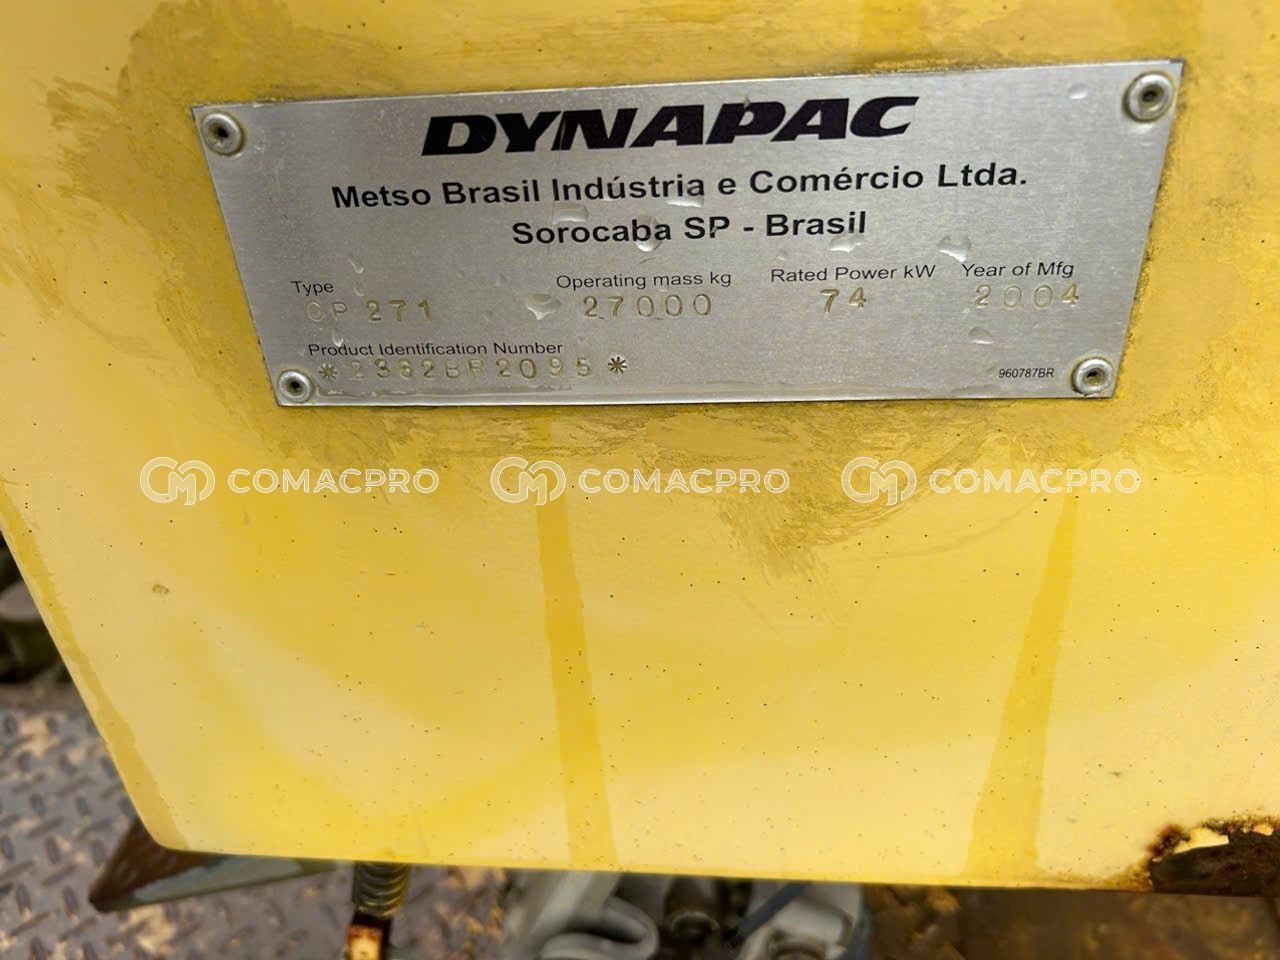 DYNAPAC
Metso Brasil Indústria e Comércio Ltda.
Sorocaba SP - Brasil
Type Operating mass kg Rated Power kW Year of Mfg
CP 271 27000 74 2004
Product Identification Number
*2362BR2095*
960787BR
COMACPRO COMACPRO COMACPRO